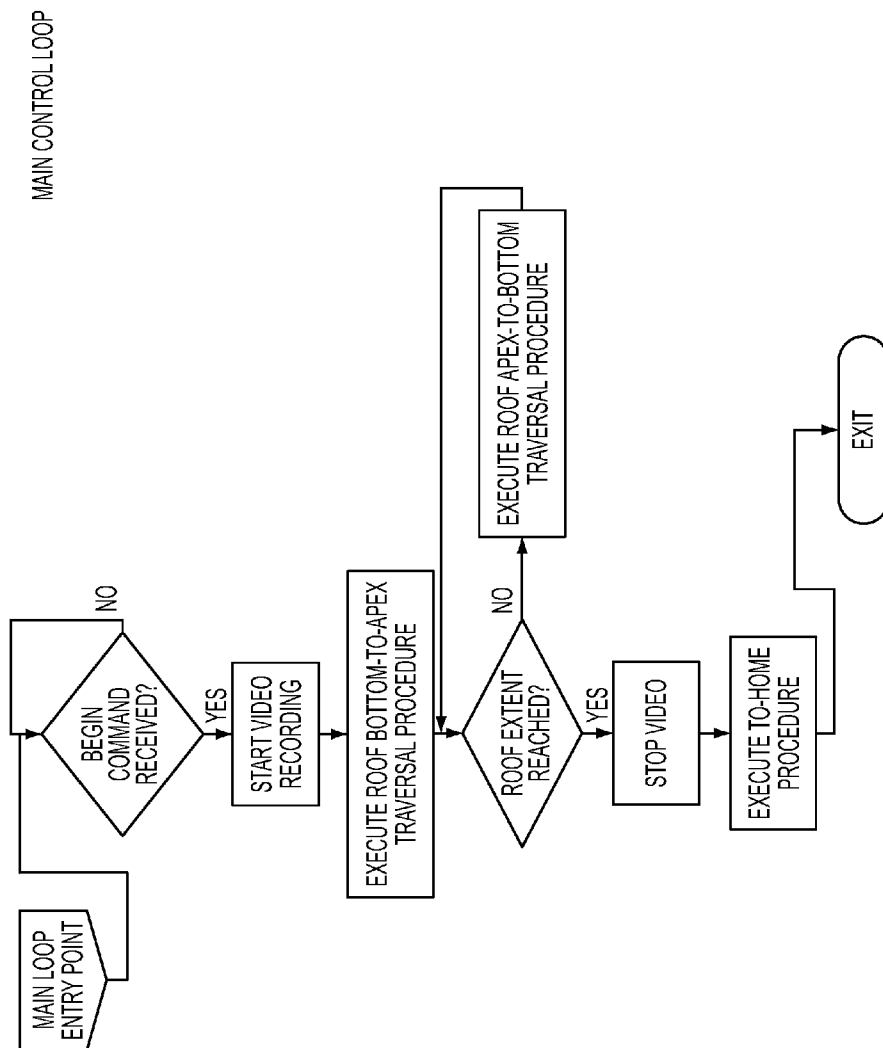 MAIN CONTROL LOOP
MAIN LOOP
ENTRY POINT
BEGIN
COMMAND
RECEIVED?
NO
YES
START VIDEO
RECORDING
EXECUTE ROOF BOTTOM-TO-APEX
TRAVERSAL PROCEDURE
ROOF EXTENT
REACHED?
NO
EXECUTE ROOF APEX-TO-BOTTOM
TRAVERSAL PROCEDURE
YES
STOP VIDEO
EXECUTE TO-HOME
PROCEDURE
EXIT